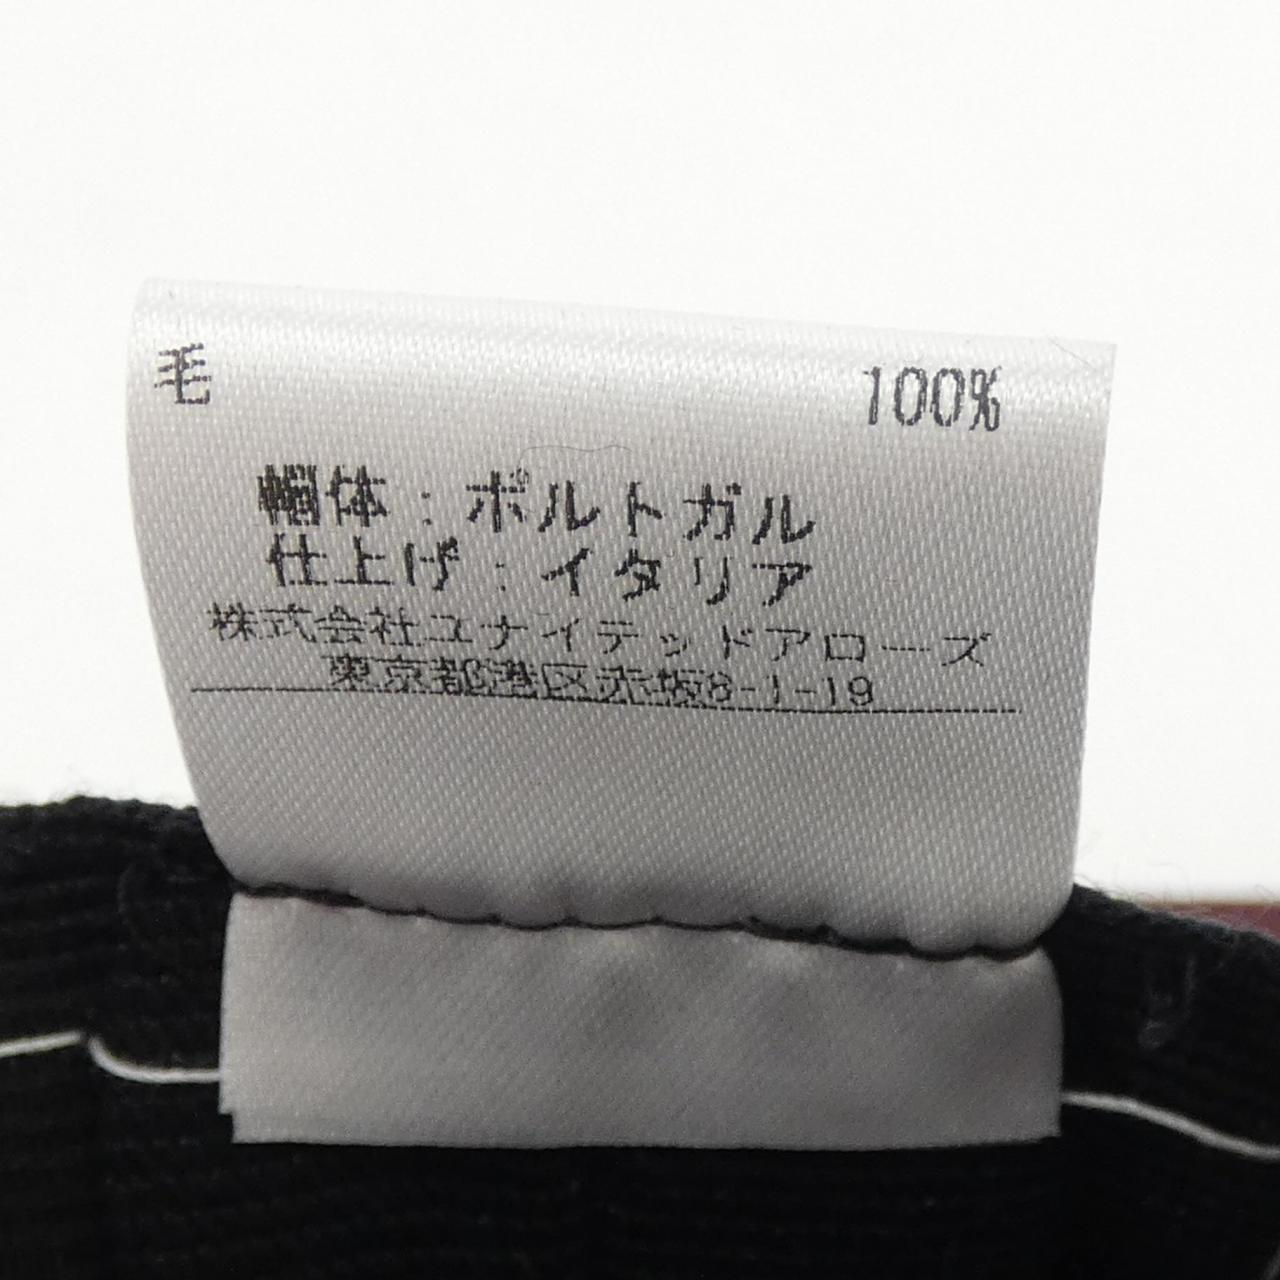 毛 100%
帽体:ポルトガル
仕上げ:イタリア
株式会社ユナイテッドアローズ
東京都港区赤坂8-1-19